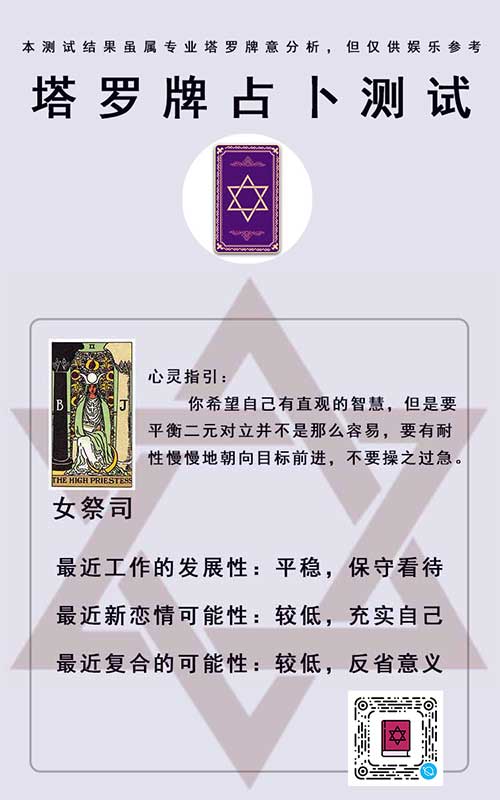 本测试结果虽属专业塔罗牌意分析，但仅供娱乐参考
塔罗牌占卜测试
II
B J
THE HIGH PRIESTESS
心灵指引：
你希望自己有直观的智慧，但是要
平衡二元对立并不是那么容易，要有耐
性慢慢地朝向目标前进，不要操之过急。
女祭司
最近工作的发展性：平稳，保守看待
最近新恋情可能性：较低，充实自己
最近复合的可能性：较低，反省意义